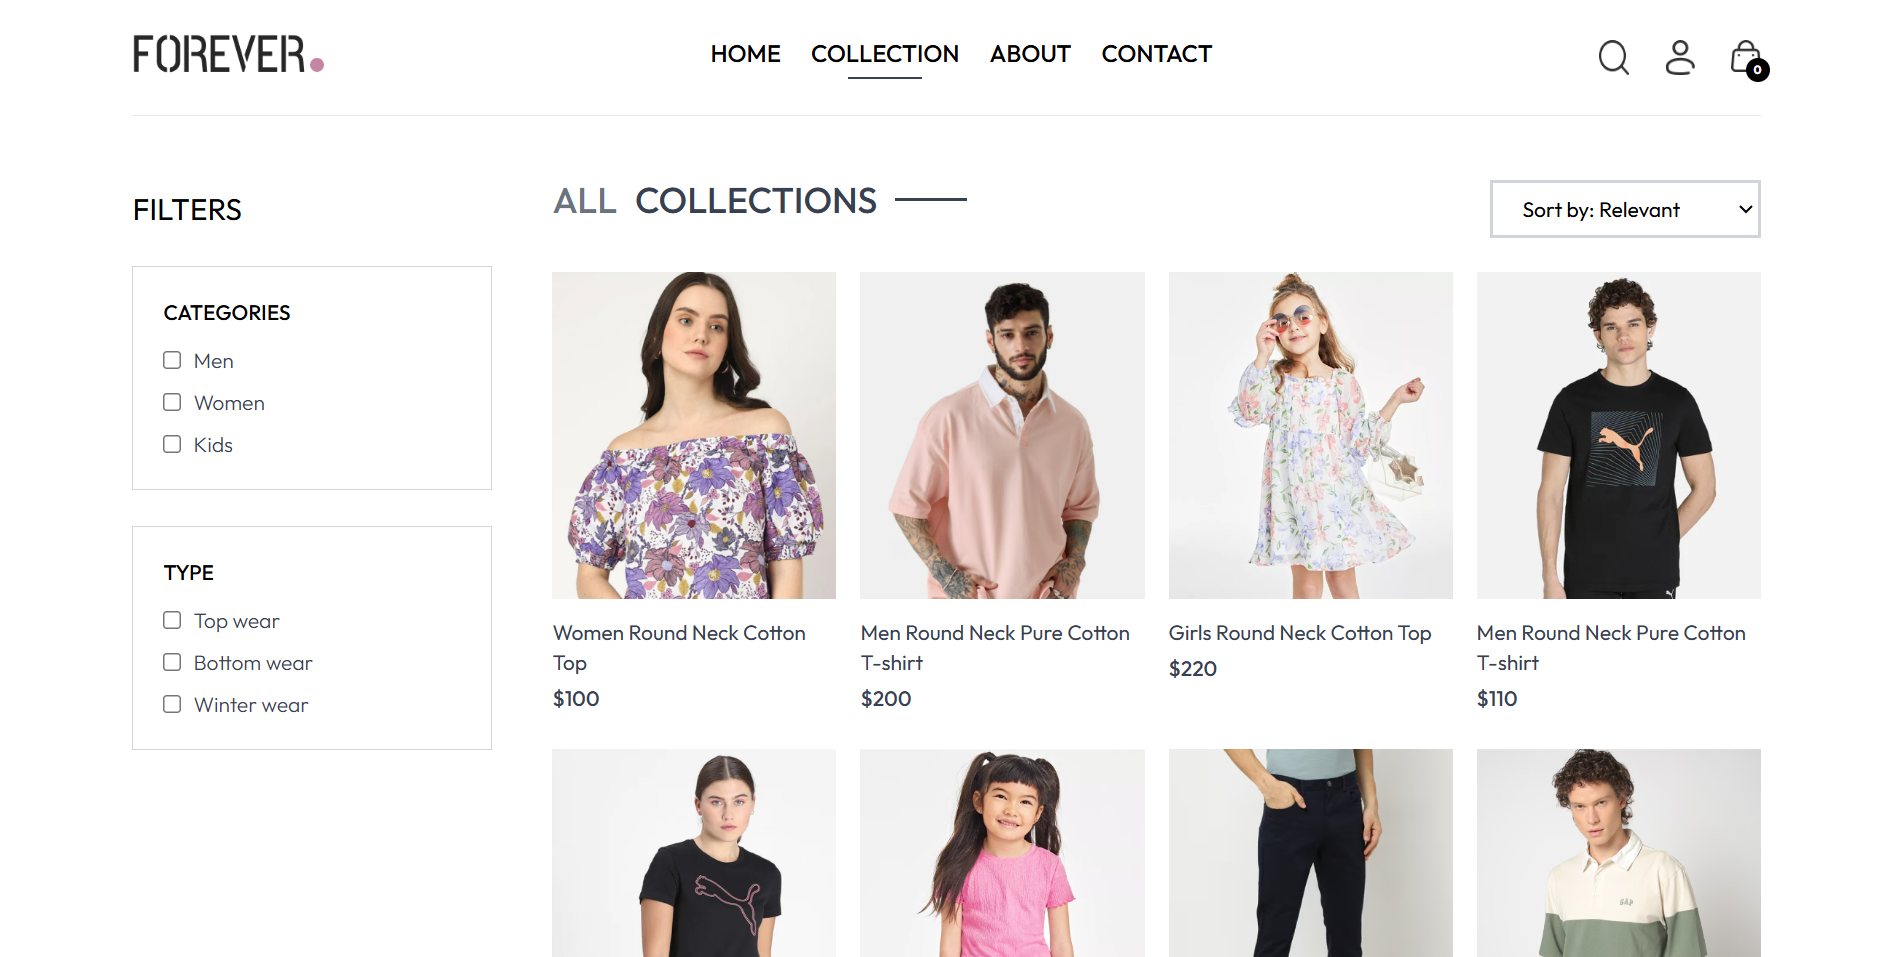 FOREVER.
HOME COLLECTION ABOUT CONTACT
0
FILTERS
CATEGORIES
Men
Women
Kids
TYPE
Top wear
Bottom wear
Winter wear
ALL COLLECTIONS
Sort by: Relevant
Women Round Neck Cotton
Top
$100
Men Round Neck Pure Cotton
T-shirt
$200
Girls Round Neck Cotton Top
$220
Men Round Neck Pure Cotton
T-shirt
$110
GAP